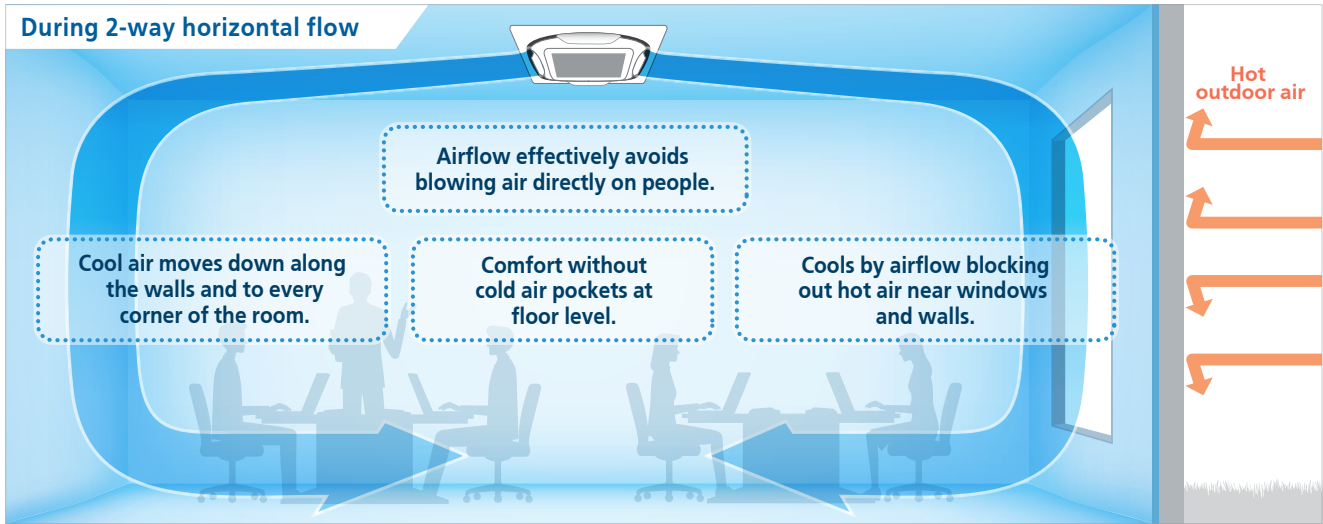 During 2-way horizontal flow
Hot
outdoor air
Airflow effectively avoids
blowing air directly on people.
Cool air moves down along
the walls and to every
corner of the room.
Comfort without
cold air pockets at
floor level.
Cools by airflow blocking
out hot air near windows
and walls.